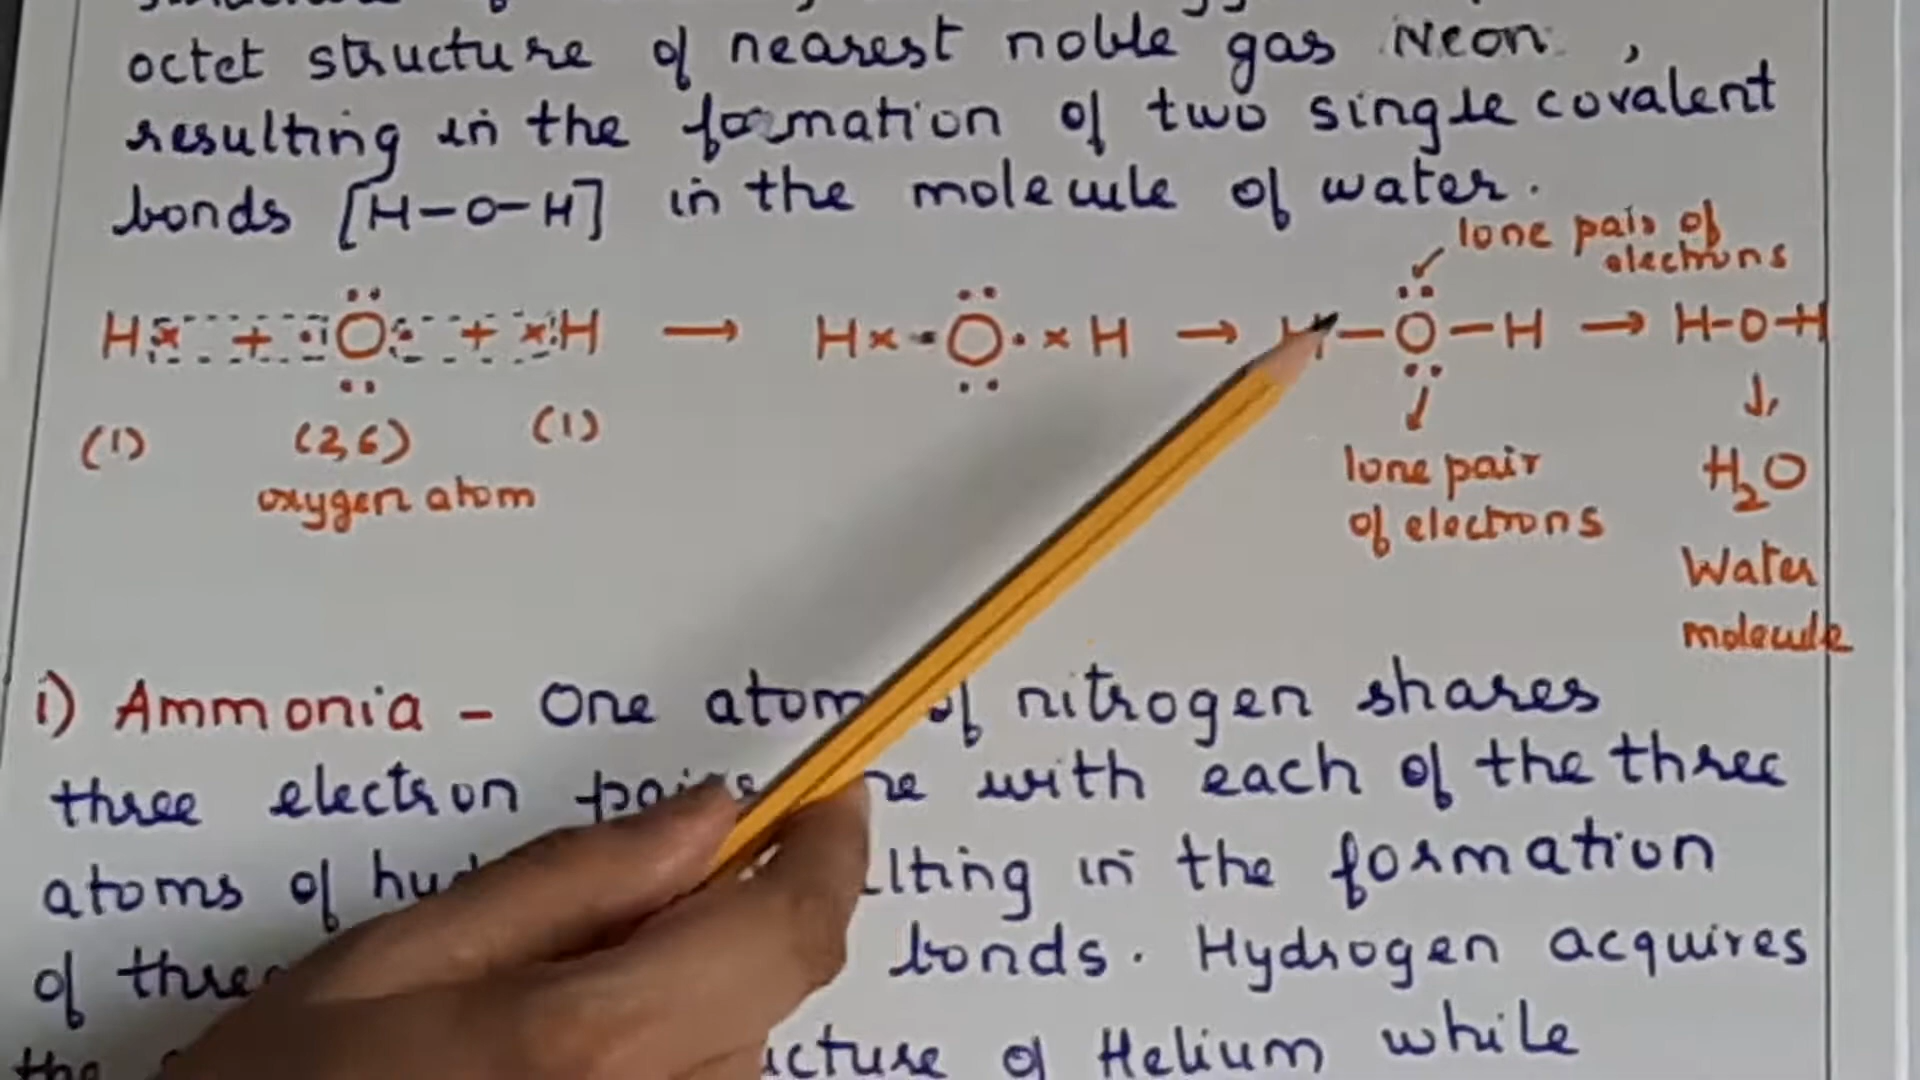 octet structure of nearest noble gas Neon,
resulting in the formation of two single covalent
bonds [H-O-H] in the molecule of water.
lone pair of
electrons
H× + :O: + ×H → H×·O·×H → H-O-H → H-O-H
(1) (2,6) (1)
oxygen atom
lone pair
of electrons
H₂O
Water
molecule
i) Ammonia - One atom of nitrogen shares
three electron with each of the three
atoms of in the formation
of three bonds. Hydrogen acquires
the of Helium while